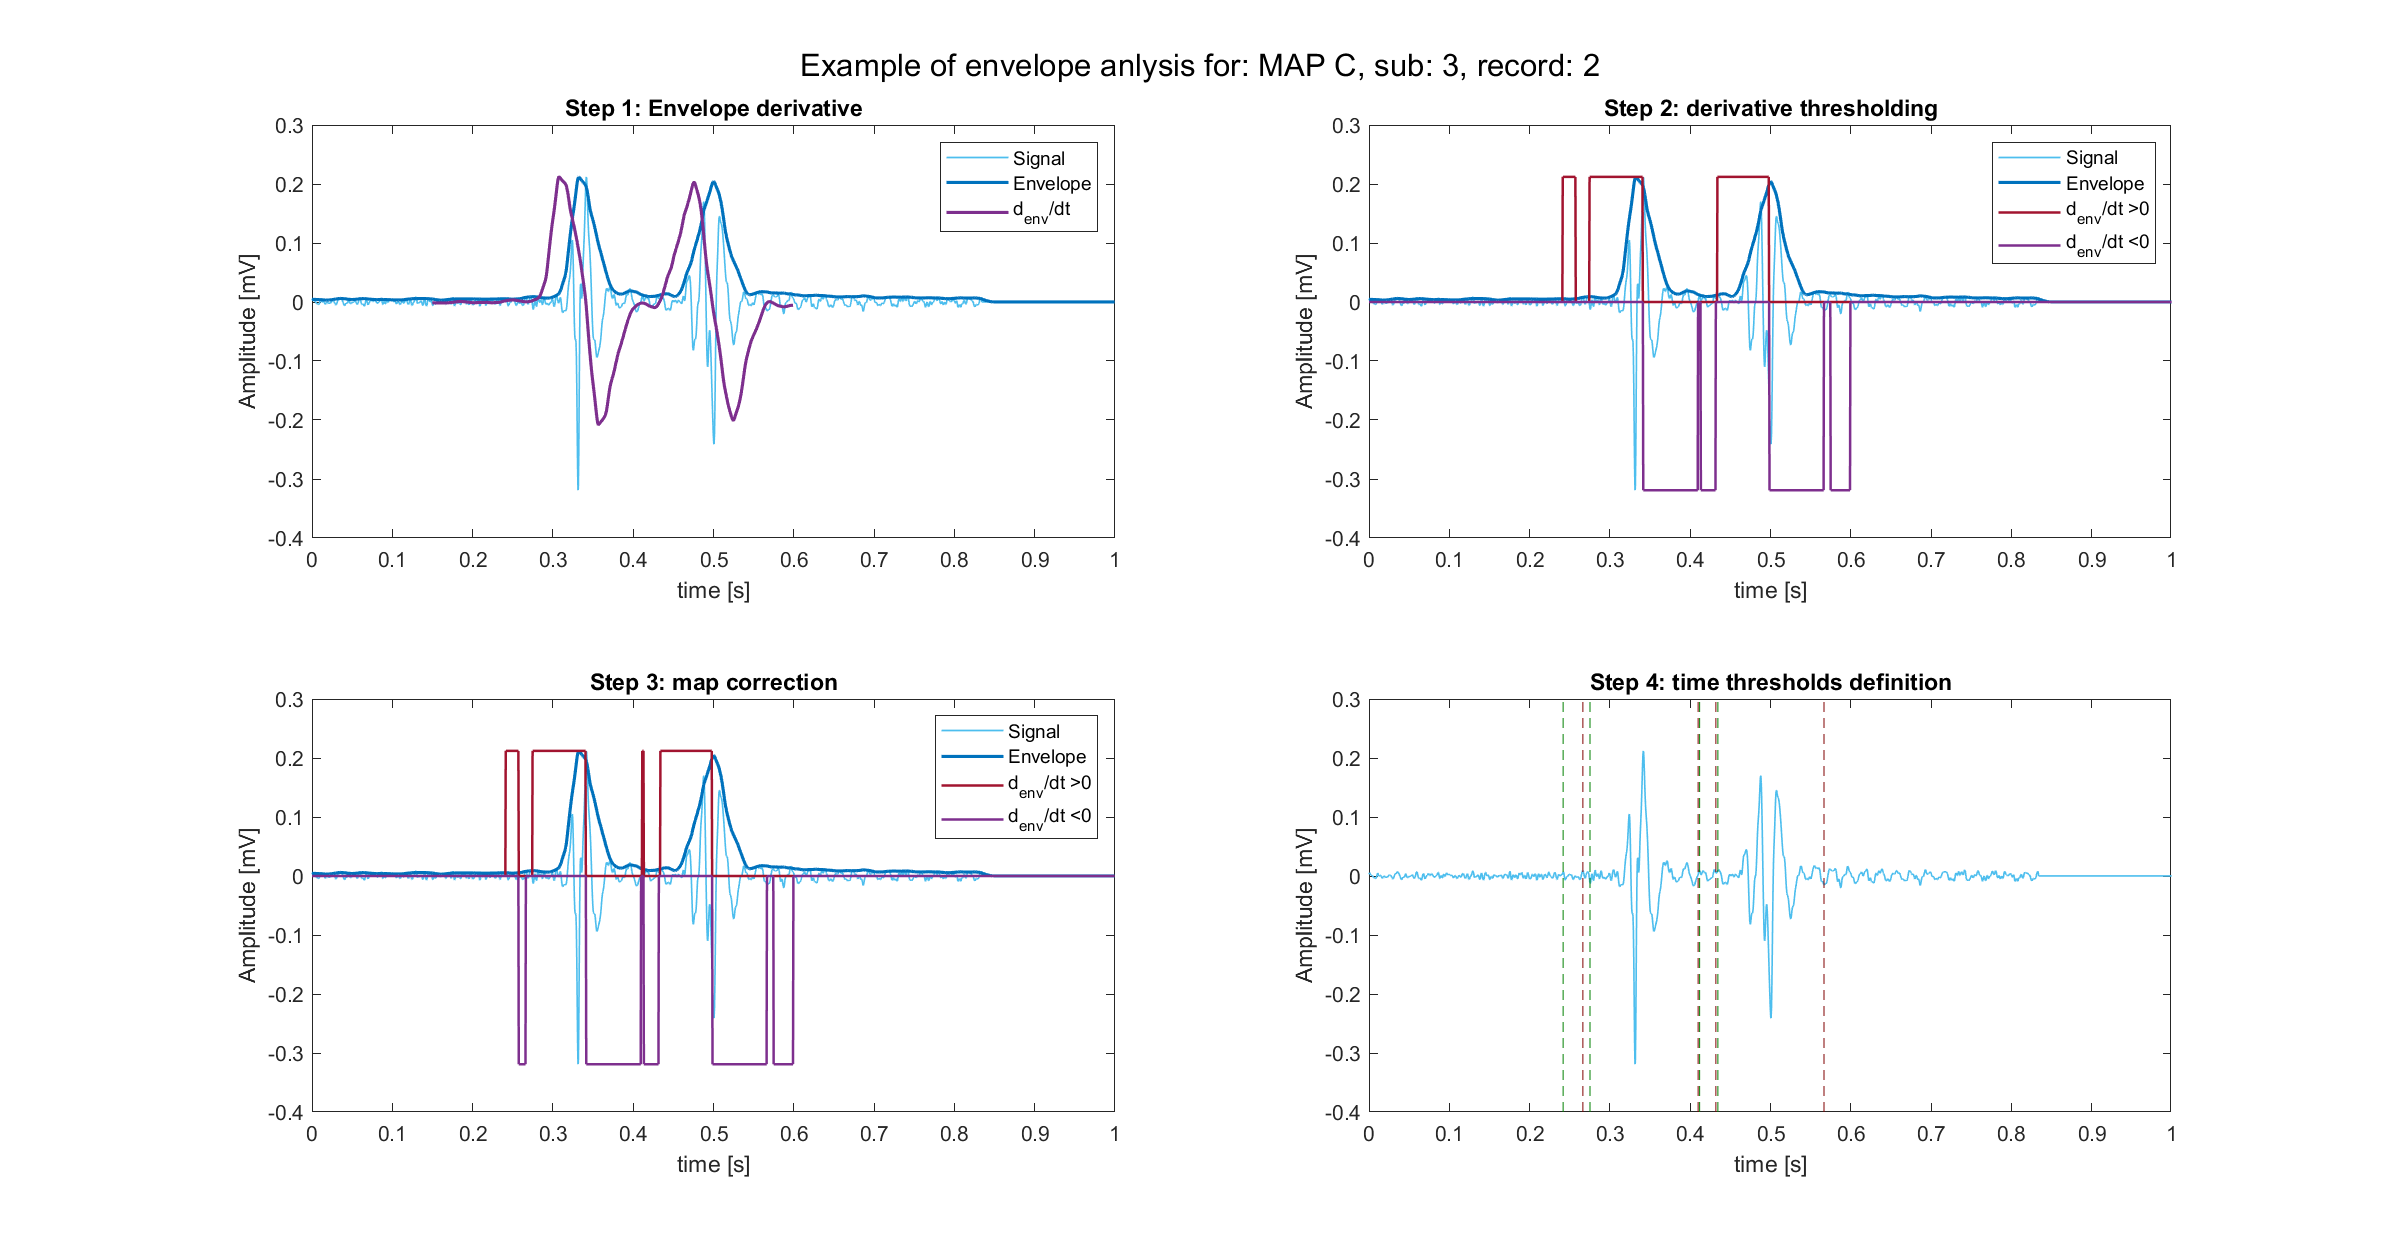 Example of envelope anlysis for: MAP C, sub: 3, record: 2
Step 1: Envelope derivative
0.3
0.2
0.1
0
-0.1
-0.2
-0.3
-0.4
Amplitude [mV]
0 0.1 0.2 0.3 0.4 0.5 0.6 0.7 0.8 0.9 1
time [s]
Signal
Envelope
d_env/dt
Step 2: derivative thresholding
0.3
0.2
0.1
0
-0.1
-0.2
-0.3
-0.4
Amplitude [mV]
0 0.1 0.2 0.3 0.4 0.5 0.6 0.7 0.8 0.9 1
time [s]
Signal
Envelope
d_env/dt >0
d_env/dt <0
Step 3: map correction
0.3
0.2
0.1
0
-0.1
-0.2
-0.3
-0.4
Amplitude [mV]
0 0.1 0.2 0.3 0.4 0.5 0.6 0.7 0.8 0.9 1
time [s]
Signal
Envelope
d_env/dt >0
d_env/dt <0
Step 4: time thresholds definition
0.3
0.2
0.1
0
-0.1
-0.2
-0.3
-0.4
Amplitude [mV]
0 0.1 0.2 0.3 0.4 0.5 0.6 0.7 0.8 0.9 1
time [s]